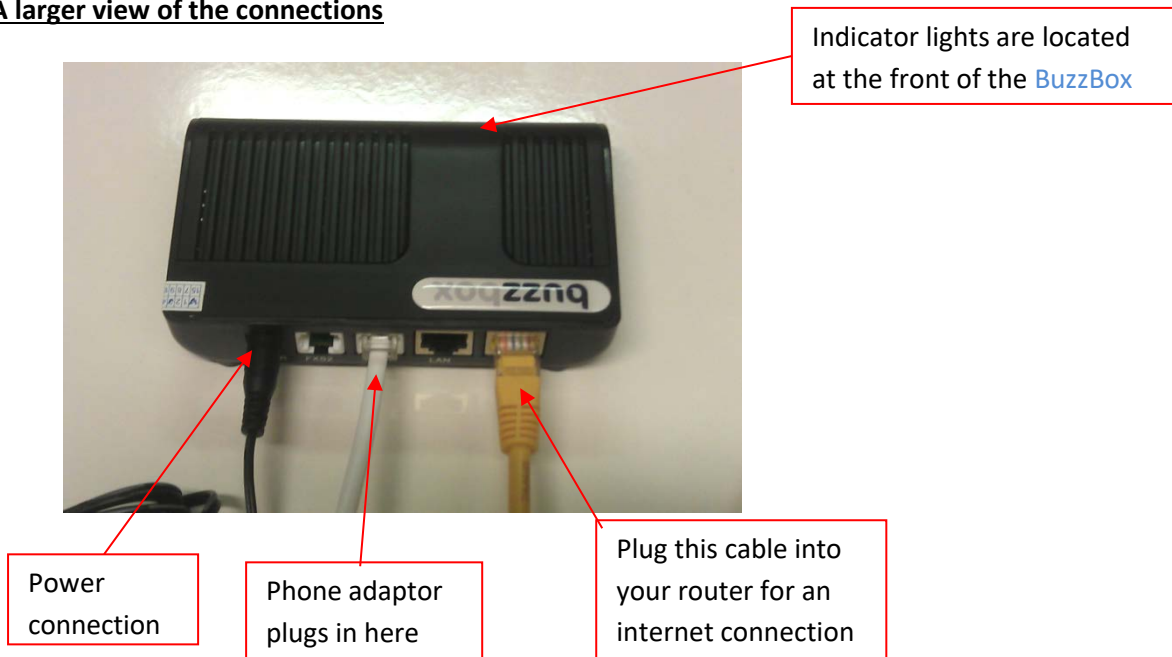 A larger view of the connections
Indicator lights are located
at the front of the BuzzBox
buzzbox
FXS2
LAN
Power
connection
Phone adaptor
plugs in here
Plug this cable into
your router for an
internet connection